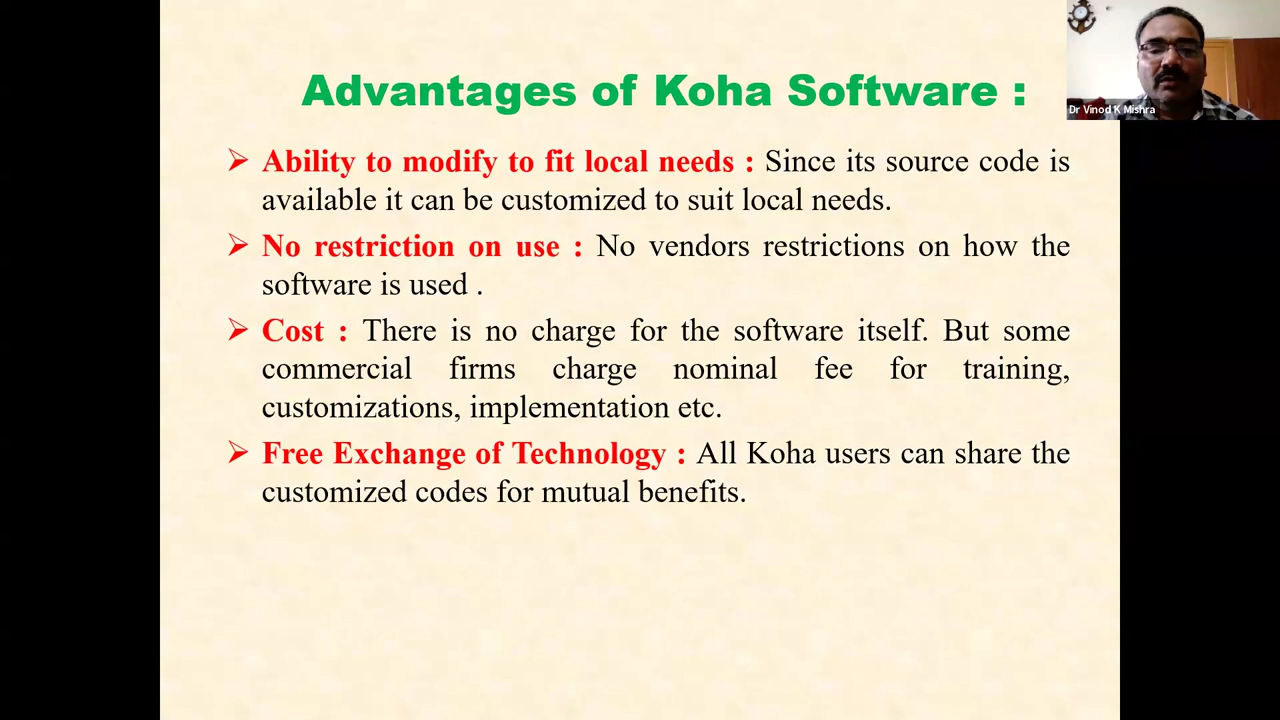 Advantages of Koha Software :
Dr Vinod K Mishra
➢ Ability to modify to fit local needs : Since its source code is
available it can be customized to suit local needs.
➢ No restriction on use : No vendors restrictions on how the
software is used .
➢ Cost : There is no charge for the software itself. But some
commercial firms charge nominal fee for training,
customizations, implementation etc.
➢ Free Exchange of Technology : All Koha users can share the
customized codes for mutual benefits.